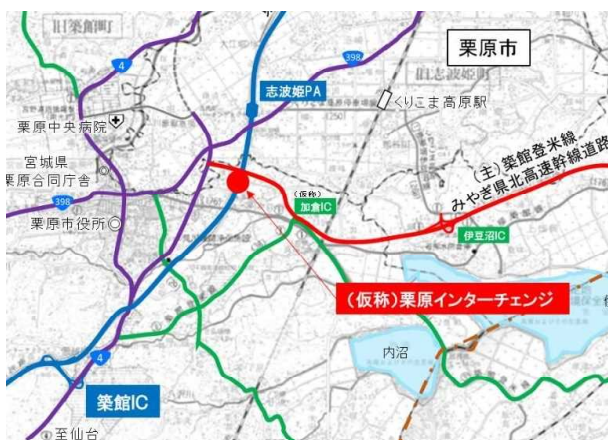 旧築館町
4
398
栗原市
旧志波姫町
志波姫PA
くりこま高原駅
栗原中央病院
宮城県
栗原合同庁舎
(主)築館登米線
みやぎ県北高速幹線道路
(仮称)
加倉IC
398
栗原市役所
伊豆沼IC
(仮称)栗原インターチェンジ
内沼
4
築館IC
至仙台